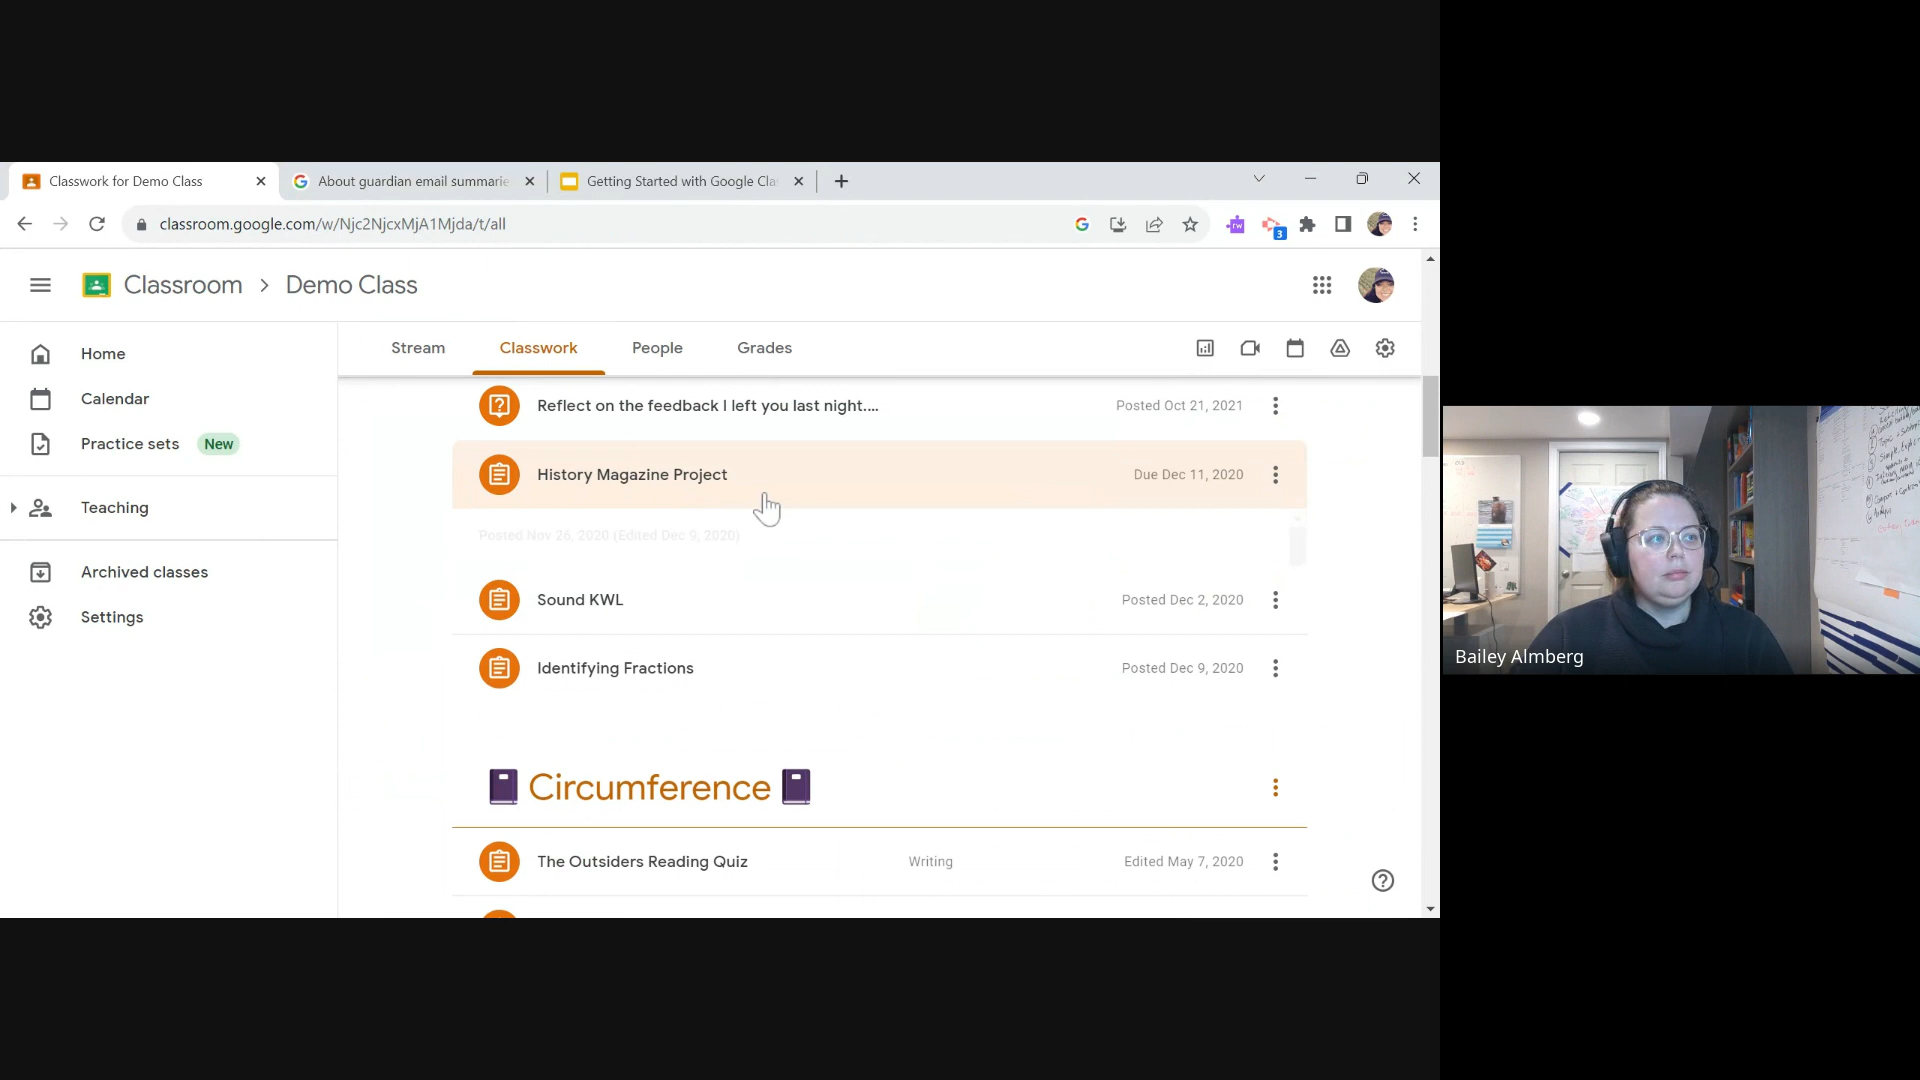 Classwork for Demo Class
About guardian email summarie
Getting Started with Google Cla
classroom.google.com/w/Njc2NjcxMjA1Mjda/t/all
rw
3
Classroom > Demo Class
Home
Calendar
Practice sets New
Teaching
Archived classes
Settings
Stream Classwork People Grades
Reflect on the feedback I left you last night.... Posted Oct 21, 2021
History Magazine Project Due Dec 11, 2020
Posted Nov 26, 2020 (Edited Dec 9, 2020)
Sound KWL Posted Dec 2, 2020
Identifying Fractions Posted Dec 9, 2020
Circumference
The Outsiders Reading Quiz Writing Edited May 7, 2020
Bailey Almberg